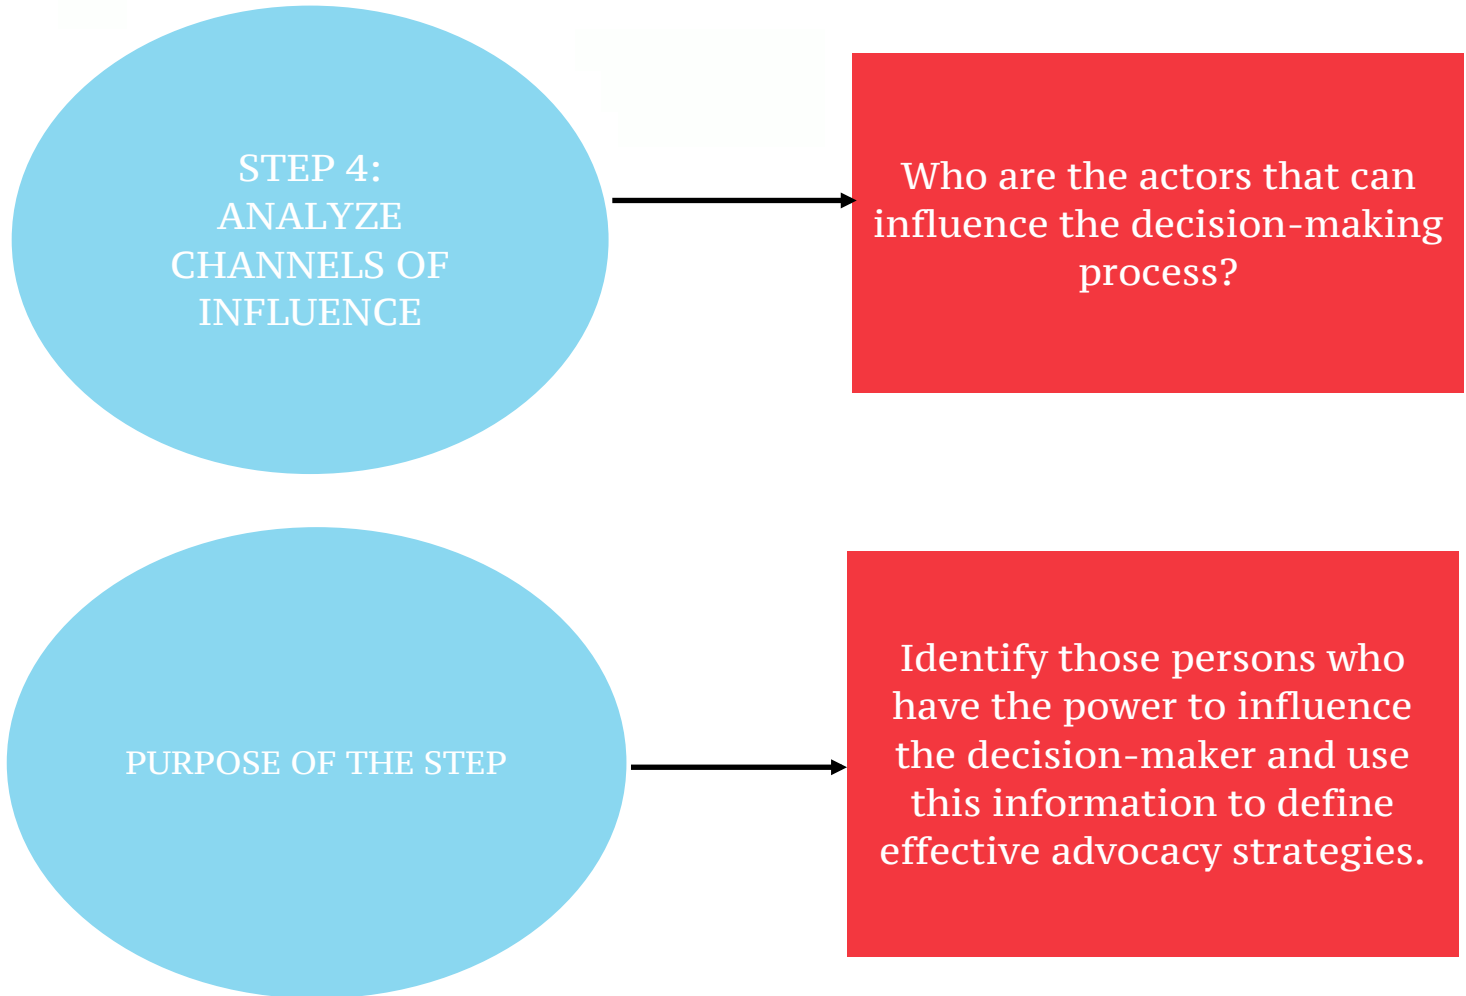 STEP 4:
ANALYZE
CHANNELS OF
INFLUENCE
Who are the actors that can
influence the decision-making
process?
PURPOSE OF THE STEP
Identify those persons who
have the power to influence
the decision-maker and use
this information to define
effective advocacy strategies.